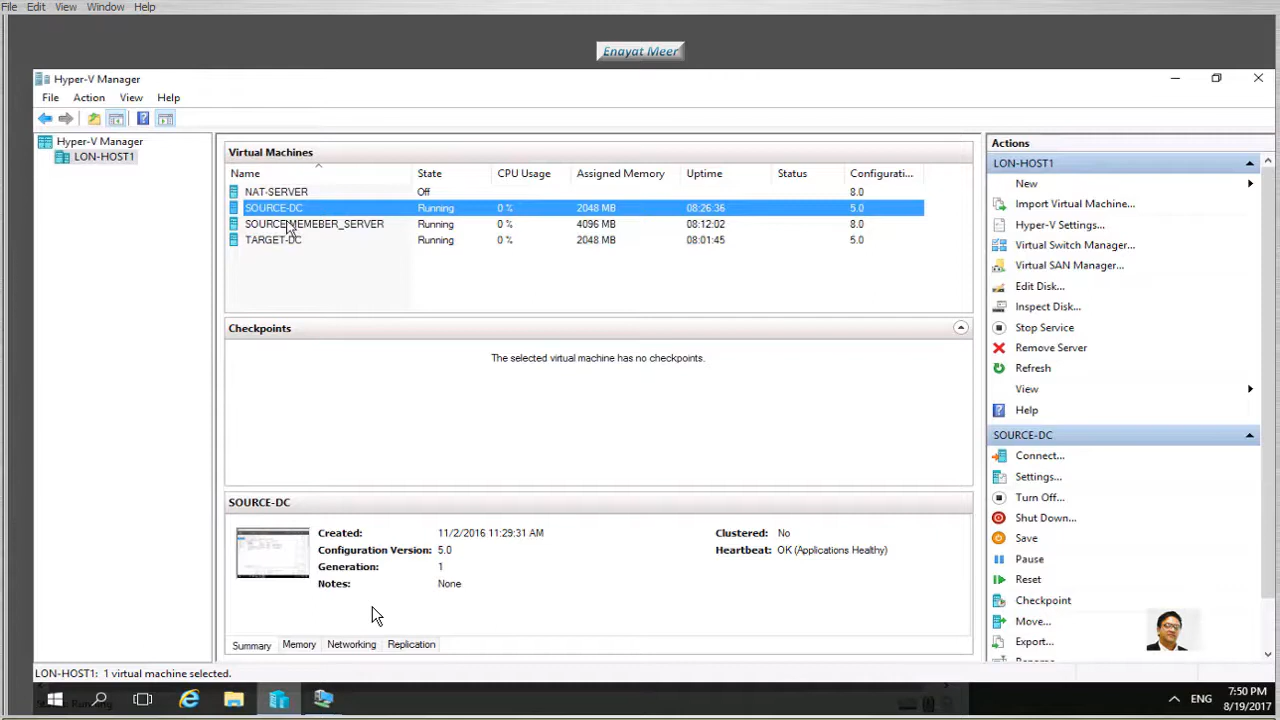 File Edit View Window Help
Enayat Meer
Hyper-V Manager
File Action View Help
Hyper-V Manager
LON-HOST1
Virtual Machines
Name State CPU Usage Assigned Memory Uptime Status Configurati...
NAT-SERVER Off 8.0
SOURCE-DC Running 0 % 2048 MB 08:26:36 5.0
SOURCE_MEMEBER_SERVER Running 0 % 4096 MB 08:12:02 8.0
TARGET-DC Running 0 % 2048 MB 08:01:45 5.0
Checkpoints
The selected virtual machine has no checkpoints.
SOURCE-DC
Created: 11/2/2016 11:29:31 AM Clustered: No
Configuration Version: 5.0 Heartbeat: OK (Applications Healthy)
Generation: 1
Notes: None
Summary Memory Networking Replication
Actions
LON-HOST1
New
Import Virtual Machine...
Hyper-V Settings...
Virtual Switch Manager...
Virtual SAN Manager...
Edit Disk...
Inspect Disk...
Stop Service
Remove Server
Refresh
View
Help
SOURCE-DC
Connect...
Settings...
Turn Off...
Shut Down...
Save
Pause
Reset
Checkpoint
Move...
Export...
LON-HOST1: 1 virtual machine selected.
ENG
7:50 PM
8/19/2017